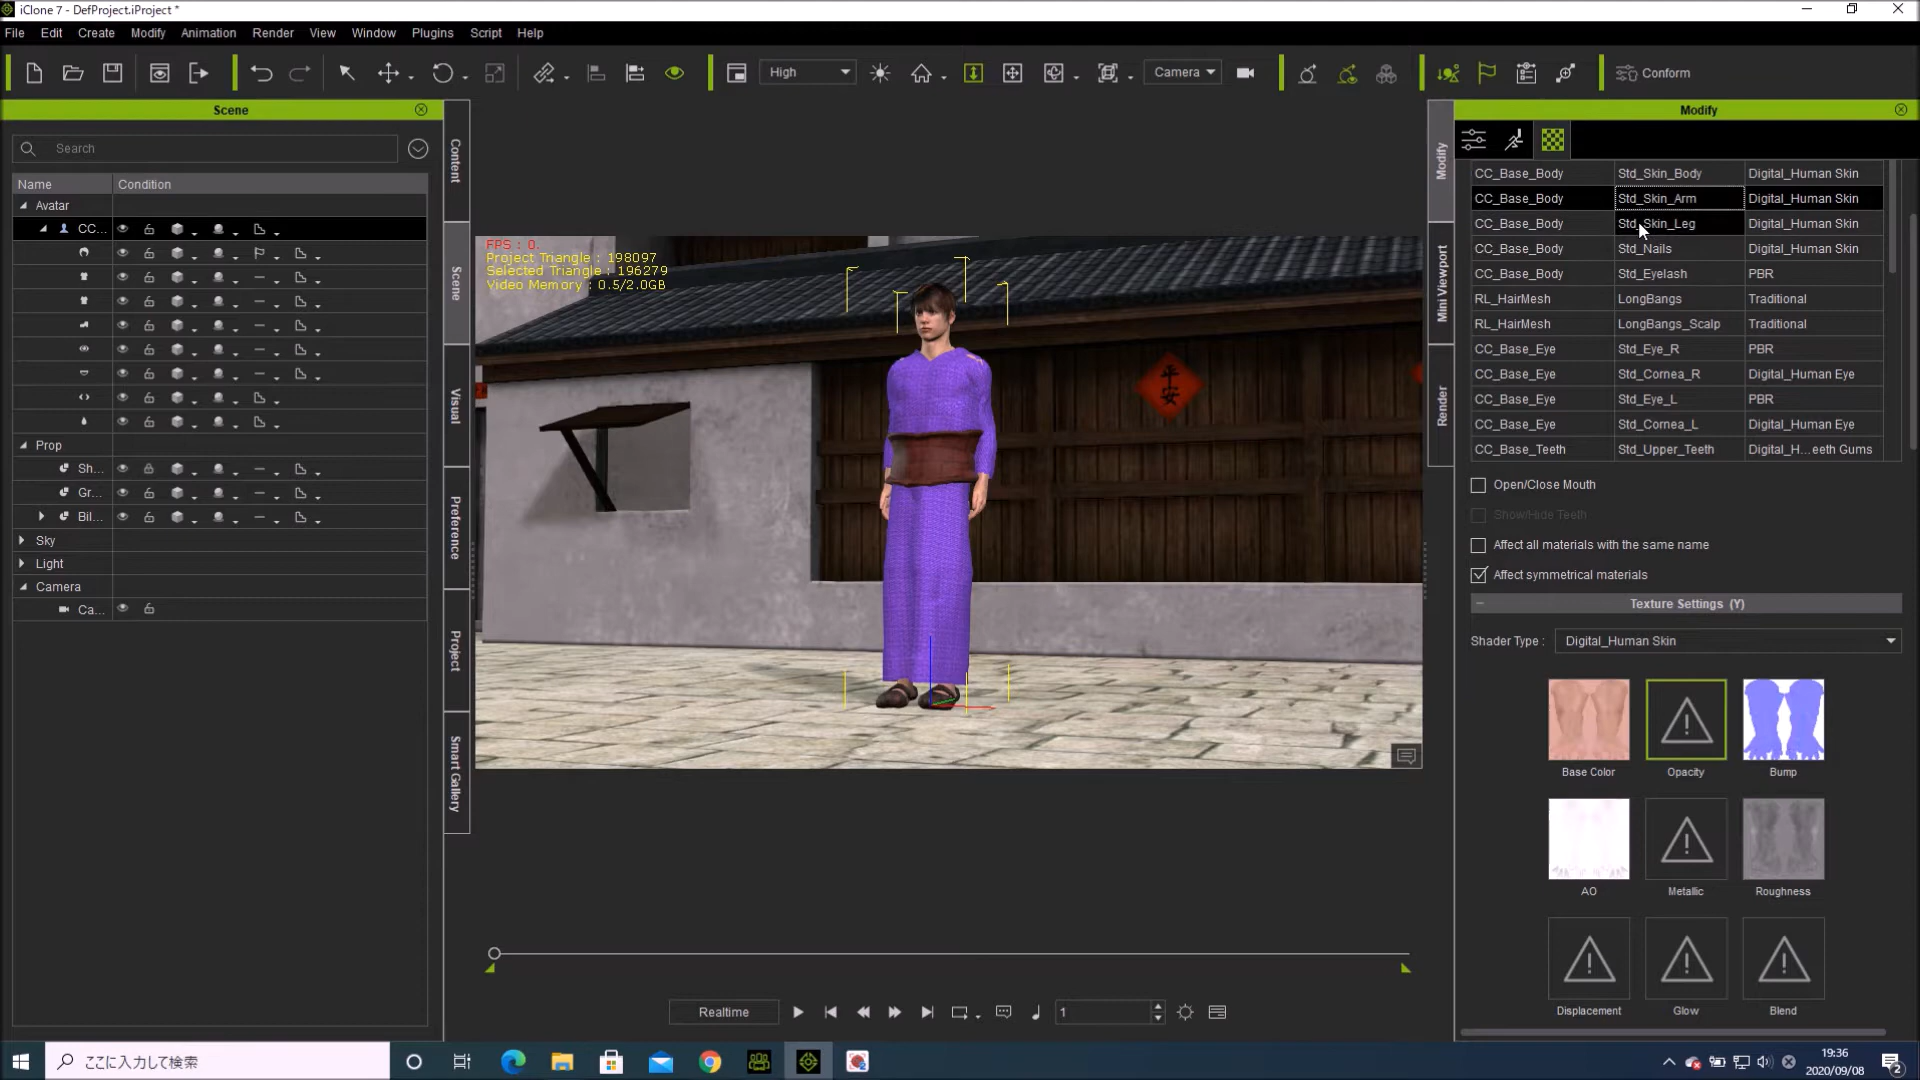 iClone 7 - DefProject.iProject *
File Edit Create Modify Animation Render View Window Plugins Script Help
High
Camera
Conform
Scene
Search
Name Condition
Avatar
CC...
Prop
Sh...
Gr...
Bil...
Sky
Light
Camera
Ca...
Content
Scene
Visual
Preference
Project
Smart Gallery
FPS : 0.
Project Triangle : 198097
Selected Triangle : 196279
Video Memory : 0.5/2.0GB
平安
Realtime
1
Modify
Mini Viewport
Render
Modify
CC_Base_Body Std_Skin_Body Digital_Human Skin
CC_Base_Body Std_Skin_Arm Digital_Human Skin
CC_Base_Body Std_Skin_Leg Digital_Human Skin
CC_Base_Body Std_Nails Digital_Human Skin
CC_Base_Body Std_Eyelash PBR
RL_HairMesh LongBangs Traditional
RL_HairMesh LongBangs_Scalp Traditional
CC_Base_Eye Std_Eye_R PBR
CC_Base_Eye Std_Cornea_R Digital_Human Eye
CC_Base_Eye Std_Eye_L PBR
CC_Base_Eye Std_Cornea_L Digital_Human Eye
CC_Base_Teeth Std_Upper_Teeth Digital_H...eeth Gums
Open/Close Mouth
Show/Hide Teeth
Affect all materials with the same name
Affect symmetrical materials
Texture Settings (Y)
Shader Type : Digital_Human Skin
Base Color Opacity Bump
AO Metallic Roughness
Displacement Glow Blend
ここに入力して検索
19:36
2020/09/08
2